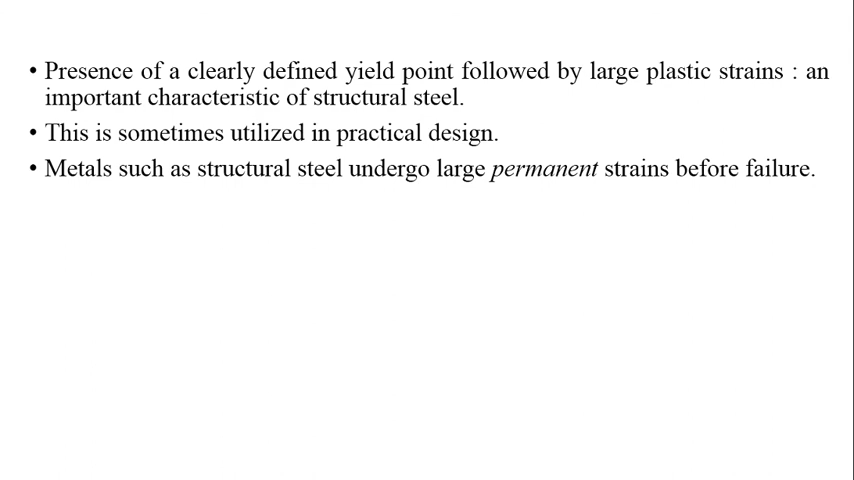 • Presence of a clearly defined yield point followed by large plastic strains : an
important characteristic of structural steel.
• This is sometimes utilized in practical design.
• Metals such as structural steel undergo large permanent strains before failure.